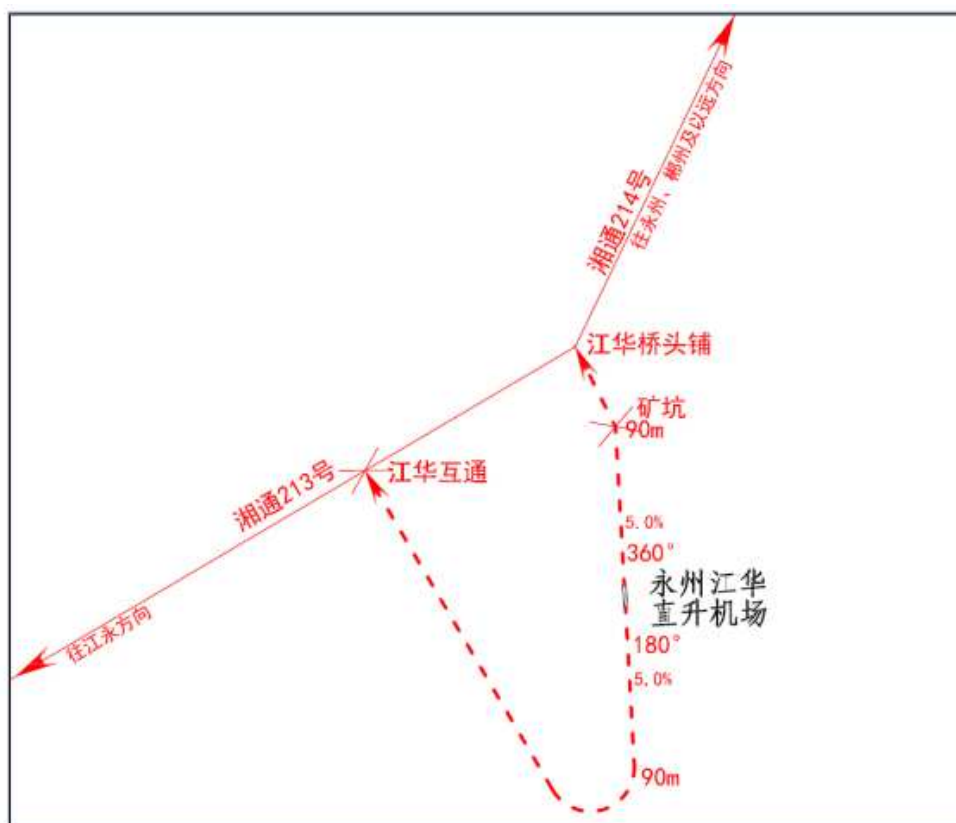 往永州、郴州及以远方向
湘通214号
江华桥头铺
矿坑
90m
江华互通
湘通213号
5.0%
360°
永州江华
直升机场
往江永方向
180°
5.0%
90m